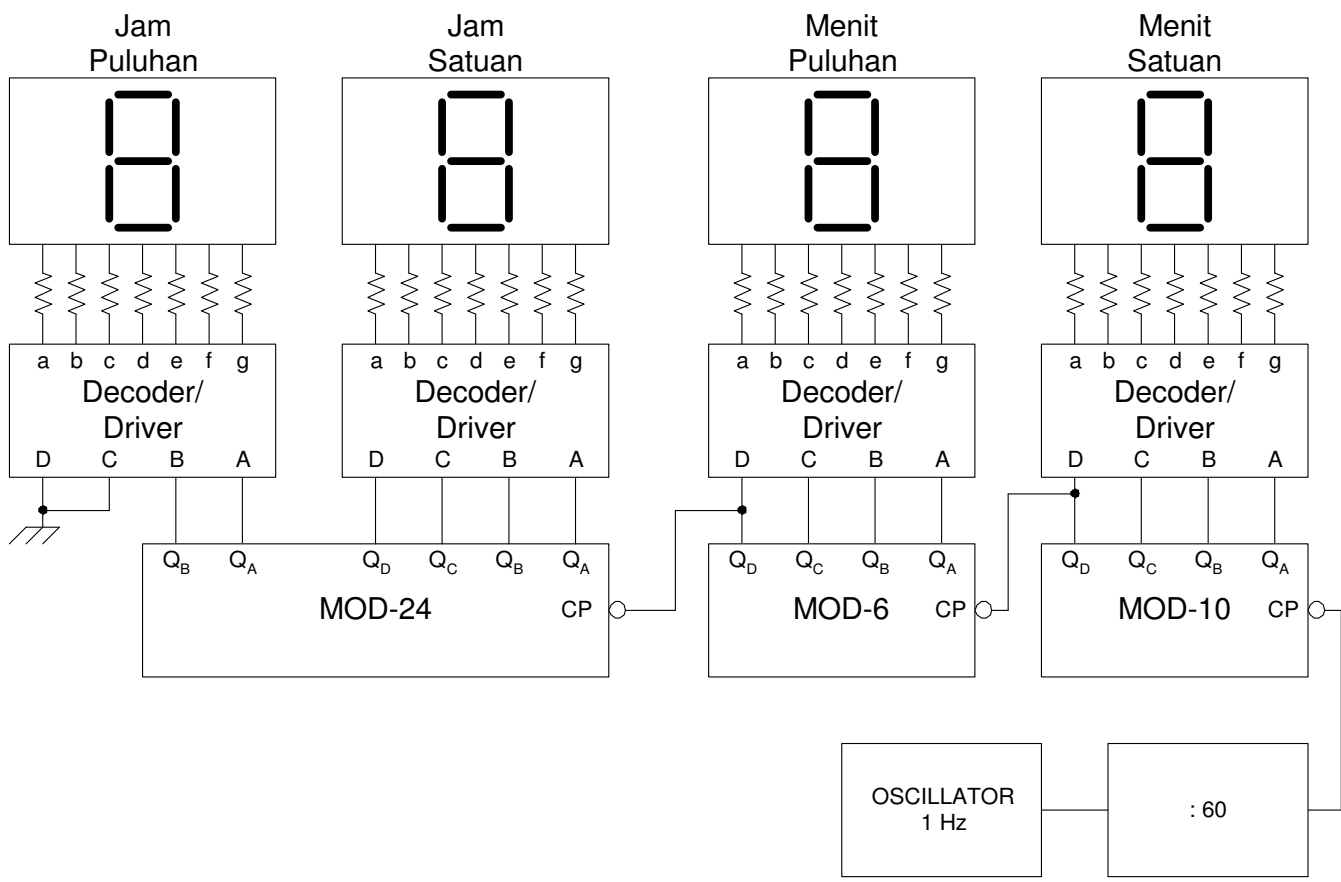 Jam
Puluhan
Jam
Satuan
Menit
Puluhan
Menit
Satuan
a b c d e f g
Decoder/
Driver
D C B A
a b c d e f g
Decoder/
Driver
D C B A
a b c d e f g
Decoder/
Driver
D C B A
a b c d e f g
Decoder/
Driver
D C B A
QB QA QD QC QB QA
MOD-24 CP
QD QC QB QA
MOD-6 CP
QD QC QB QA
MOD-10 CP
OSCILLATOR
1 Hz
: 60